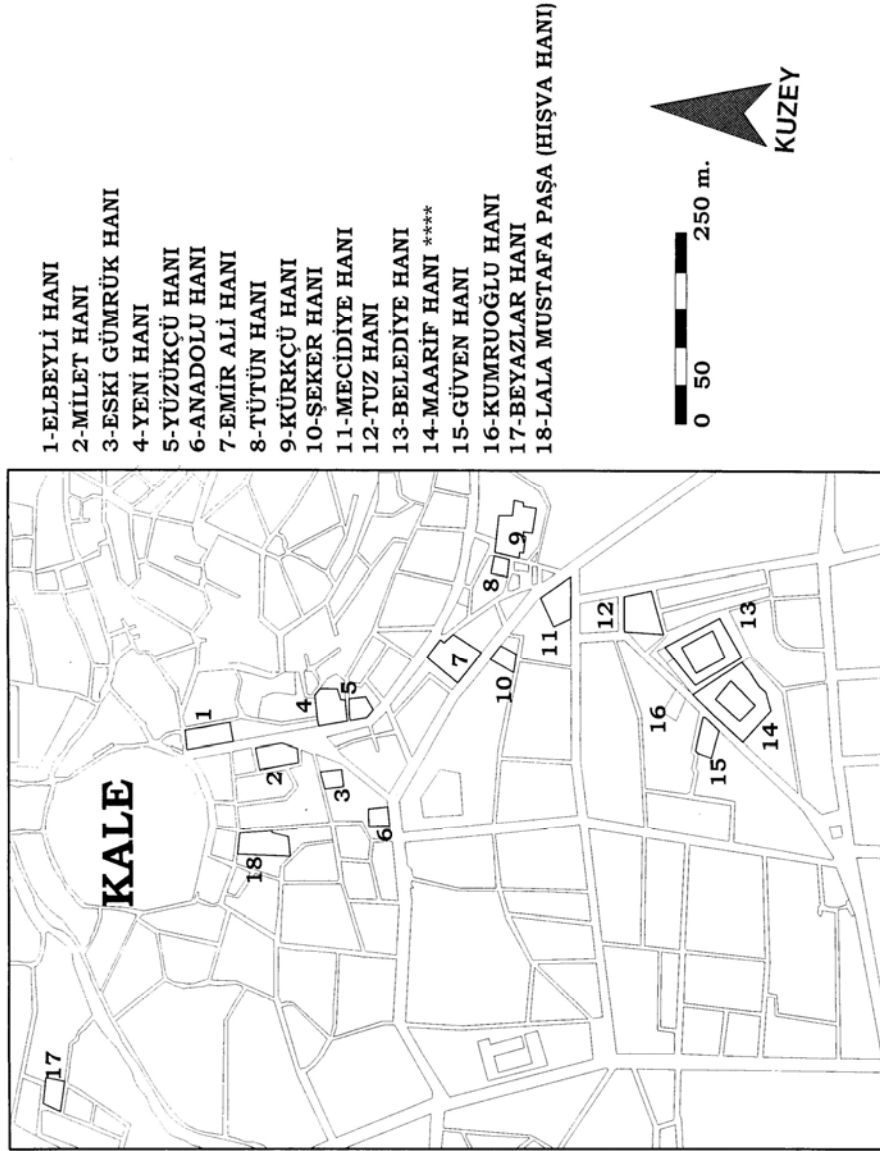 1-ELBEYLİ HANI
2-MİLET HANI
3-ESKİ GÜMRÜK HANI
4-YENİ HANI
5-YÜZÜKÇÜ HANI
6-ANADOLU HANI
7-EMİR ALİ HANI
8-TÜTÜN HANI
9-KÜRKÇÜ HANI
10-ŞEKER HANI
11-MECİDİYE HANI
12-TUZ HANI
13-BELEDİYE HANI
14-MAARİF HANI ****
15-GÜVEN HANI
16-KUMRUOĞLU HANI
17-BEYAZLAR HANI
18-LALA MUSTAFA PAŞA (HIŞVA HANI)
0 50 250 m.
KUZEY
KALE
17
1
2
18
3
4
5
6
7
8
9
10
11
12
13
14
15
16